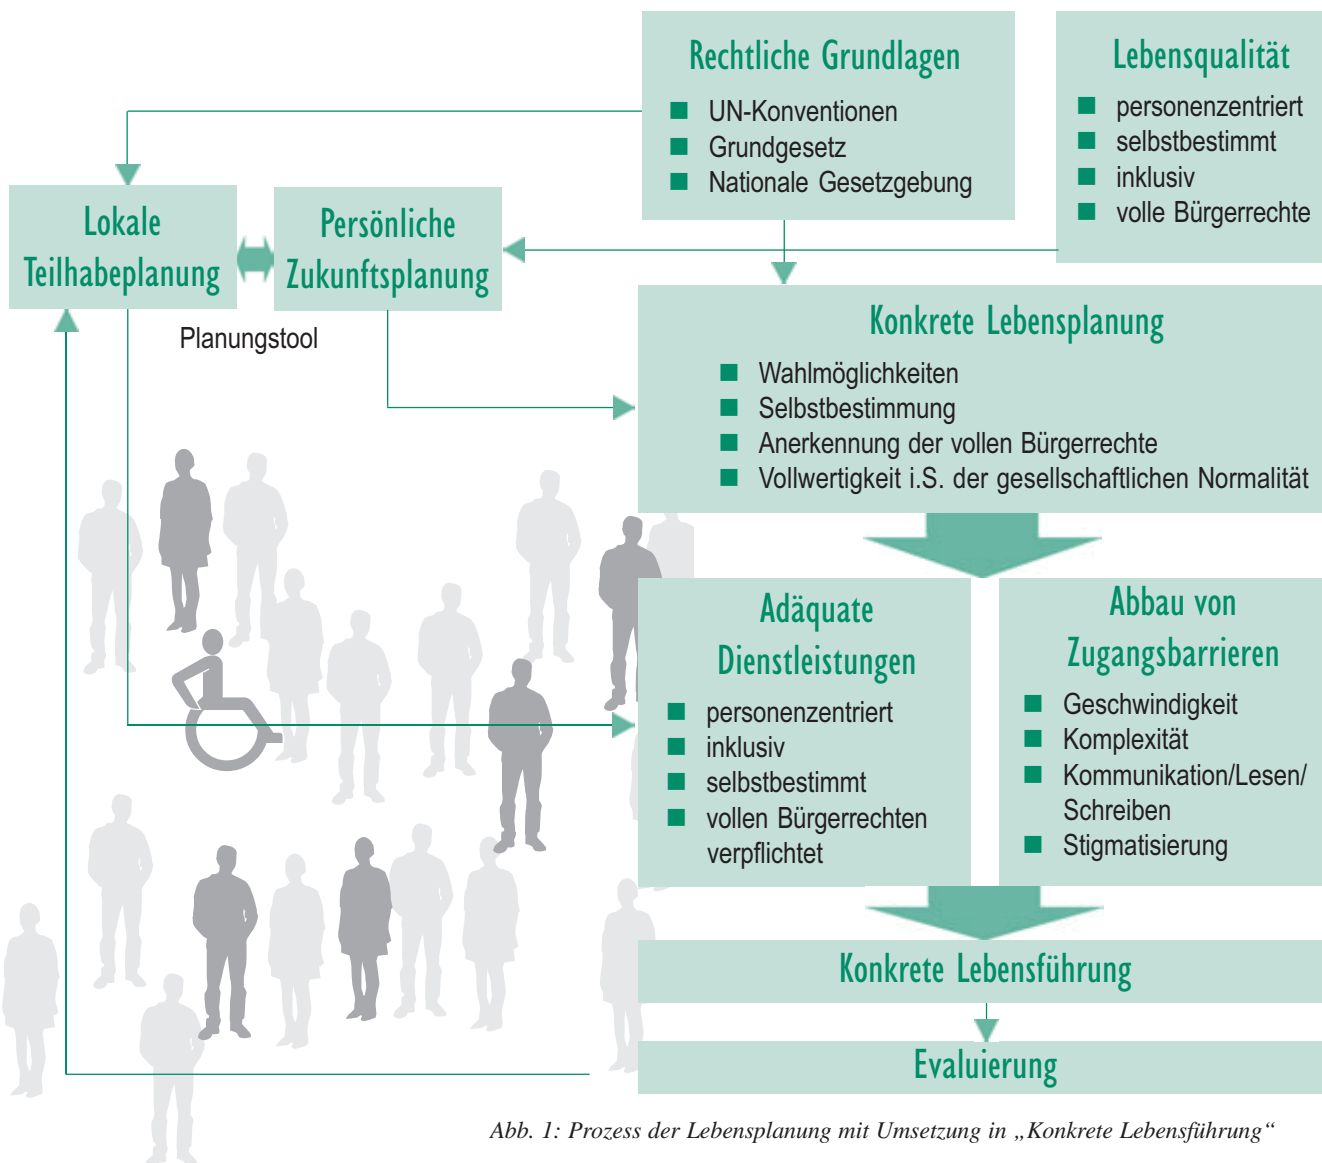 Rechtliche Grundlagen
UN-Konventionen
Grundgesetz
Nationale Gesetzgebung
Lebensqualität
personenzentriert
selbstbestimmt
inklusiv
volle Bürgerrechte
Lokale
Teilhabeplanung
Persönliche
Zukunftsplanung
Planungstool
Konkrete Lebensplanung
Wahlmöglichkeiten
Selbstbestimmung
Anerkennung der vollen Bürgerrechte
Vollwertigkeit i.S. der gesellschaftlichen Normalität
Adäquate
Dienstleistungen
personenzentriert
inklusiv
selbstbestimmt
vollen Bürgerrechten
verpflichtet
Abbau von
Zugangsbarrieren
Geschwindigkeit
Komplexität
Kommunikation/Lesen/
Schreiben
Stigmatisierung
Konkrete Lebensführung
Evaluierung
Abb. 1: Prozess der Lebensplanung mit Umsetzung in „Konkrete Lebensführung“